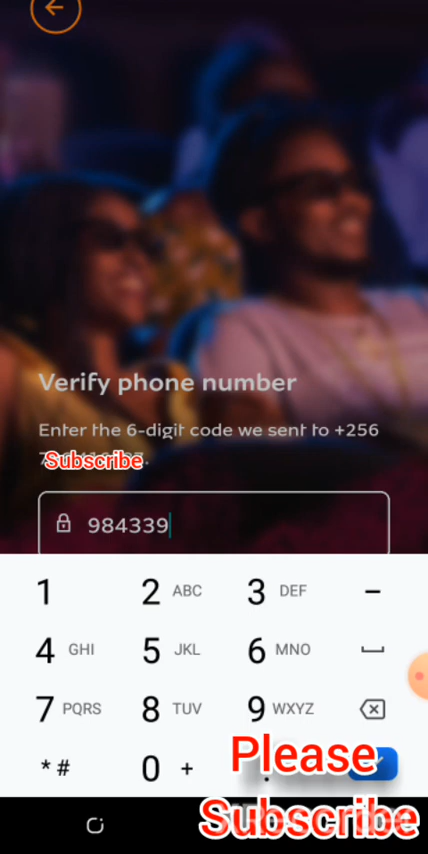 Verify phone number
Enter the 6-digit code we sent to +256
Subscribe
984339
1
2 ABC
3 DEF
-
4 GHI
5 JKL
6 MNO
7 PQRS
8 TUV
9 WXYZ
*#
0 +
Please
Subscribe